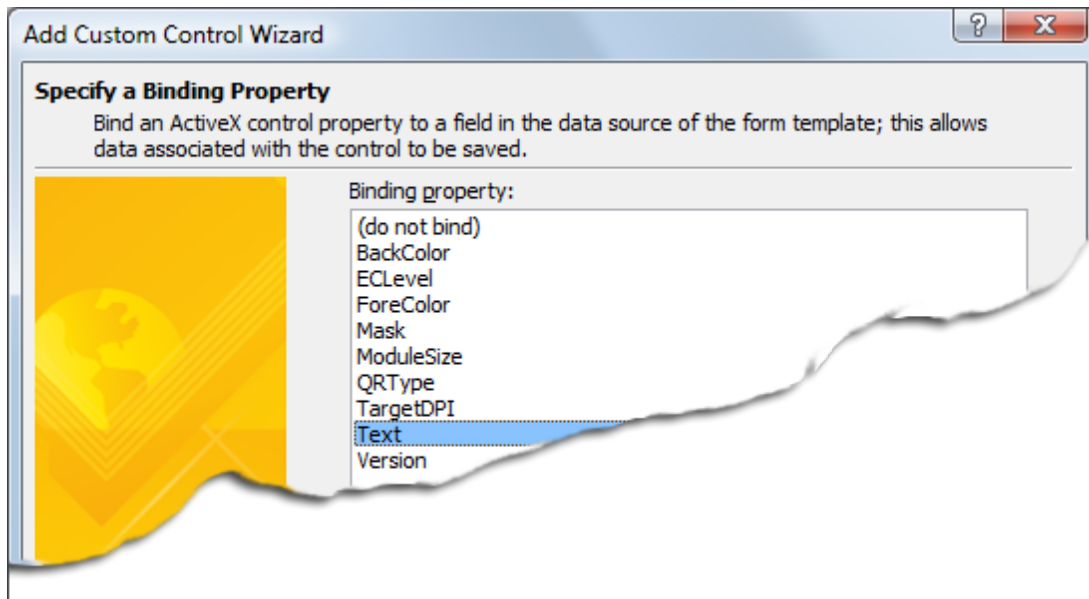 Add Custom Control Wizard
Specify a Binding Property
Bind an ActiveX control property to a field in the data source of the form template; this allows
data associated with the control to be saved.
Binding property:
(do not bind)
BackColor
ECLevel
ForeColor
Mask
ModuleSize
QRType
TargetDPI
Text
Version